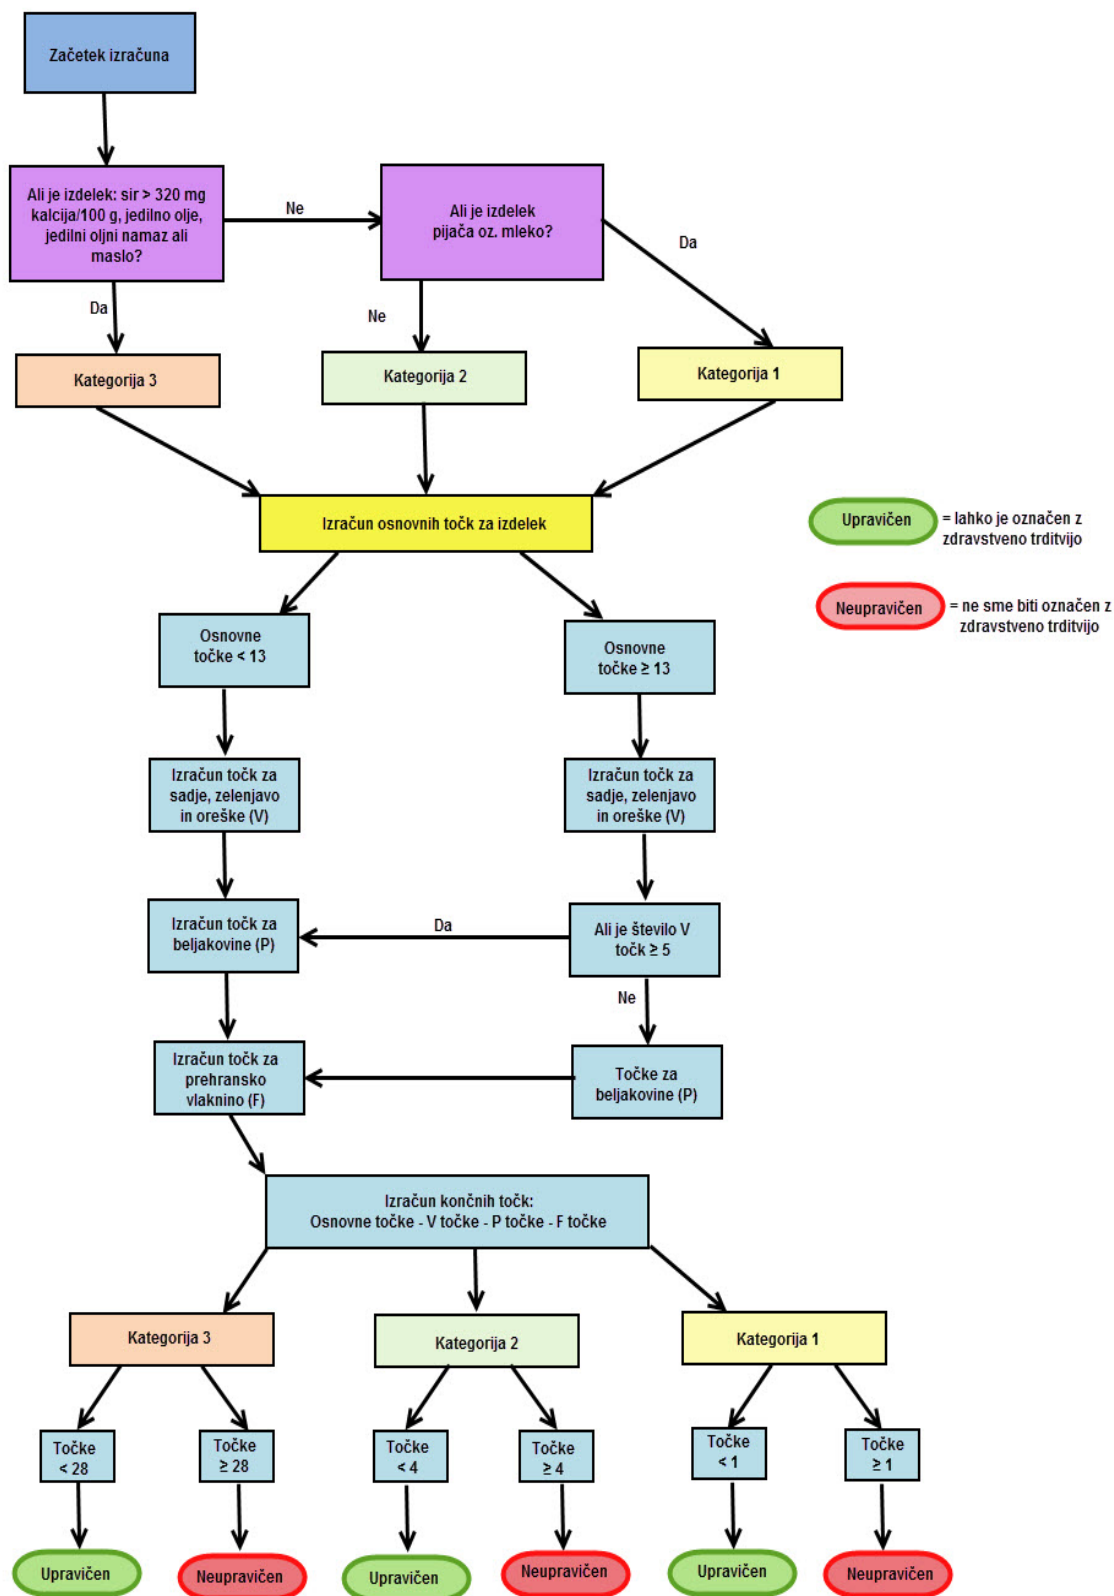 Začetek izračuna
Ali je izdelek: sir > 320 mg
kalcija/100 g, jedilno olje,
jedilni oljni namaz ali
maslo?
Ne
Ali je izdelek
pijača oz. mleko?
Da
Da
Ne
Kategorija 3
Kategorija 2
Kategorija 1
Izračun osnovnih točk za izdelek
Upravičen
= lahko je označen z
zdravstveno trditvijo
Neupravičen
= ne sme biti označen z
zdravstveno trditvijo
Osnovne
točke < 13
Osnovne
točke ≥ 13
Izračun točk za
sadje, zelenjavo
in oreške (V)
Izračun točk za
sadje, zelenjavo
in oreške (V)
Izračun točk za
beljakovine (P)
Da
Ali je število V
točk ≥ 5
Ne
Izračun točk za
prehransko
vlaknino (F)
Točke za
beljakovine (P)
Izračun končnih točk:
Osnovne točke - V točke - P točke - F točke
Kategorija 3
Kategorija 2
Kategorija 1
Točke
< 28
Točke
≥ 28
Točke
< 4
Točke
≥ 4
Točke
< 1
Točke
≥ 1
Upravičen
Neupravičen
Upravičen
Neupravičen
Upravičen
Neupravičen